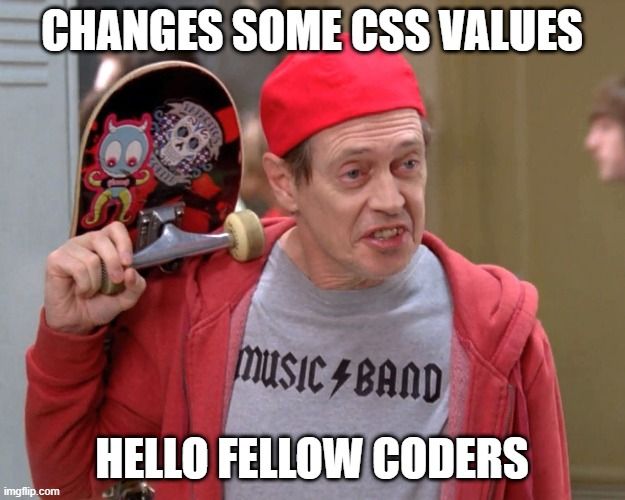 CHANGES SOME CSS VALUES
MUSIC⚡BAND
HELLO FELLOW CODERS
imgflip.com